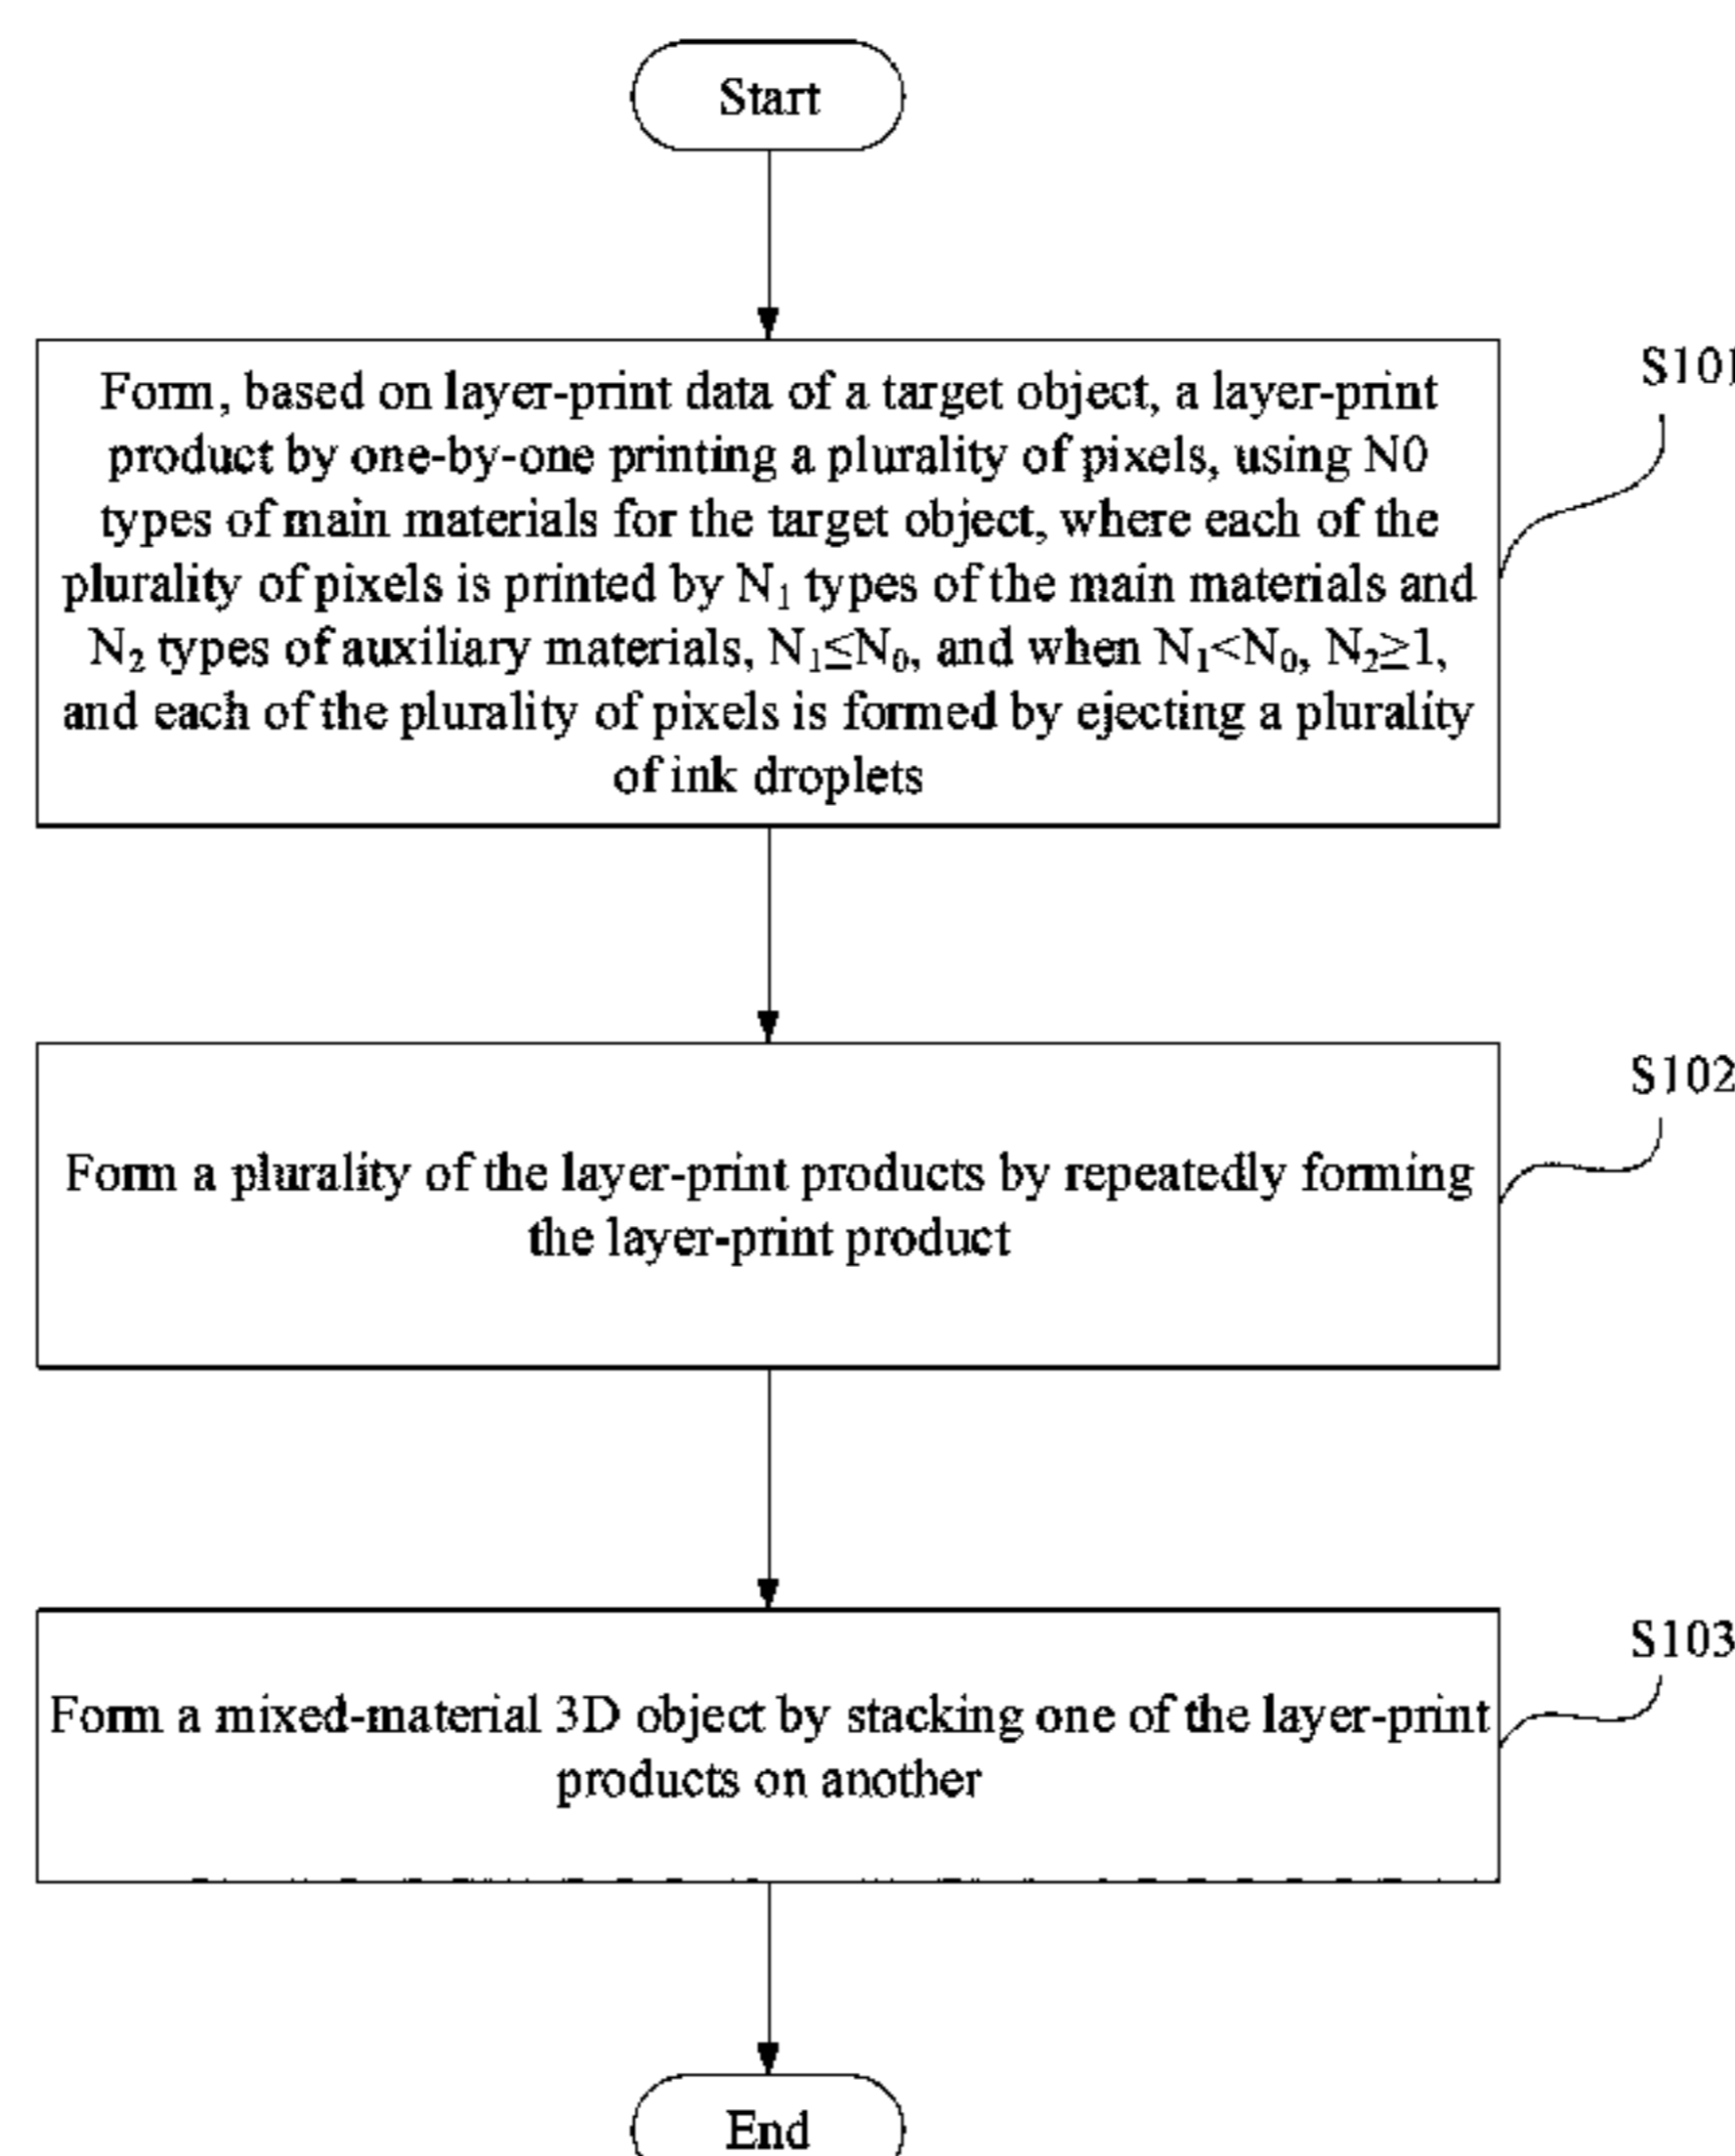 Start
Form, based on layer-print data of a target object, a layer-print
product by one-by-one printing a plurality of pixels, using N0
types of main materials for the target object, where each of the
plurality of pixels is printed by N₁ types of the main materials and
N₂ types of auxiliary materials, N₁≤N₀, and when N₁<N₀, N₂≥1,
and each of the plurality of pixels is formed by ejecting a plurality
of ink droplets
S101
Form a plurality of the layer-print products by repeatedly forming
the layer-print product
S102
Form a mixed-material 3D object by stacking one of the layer-print
products on another
S103
End